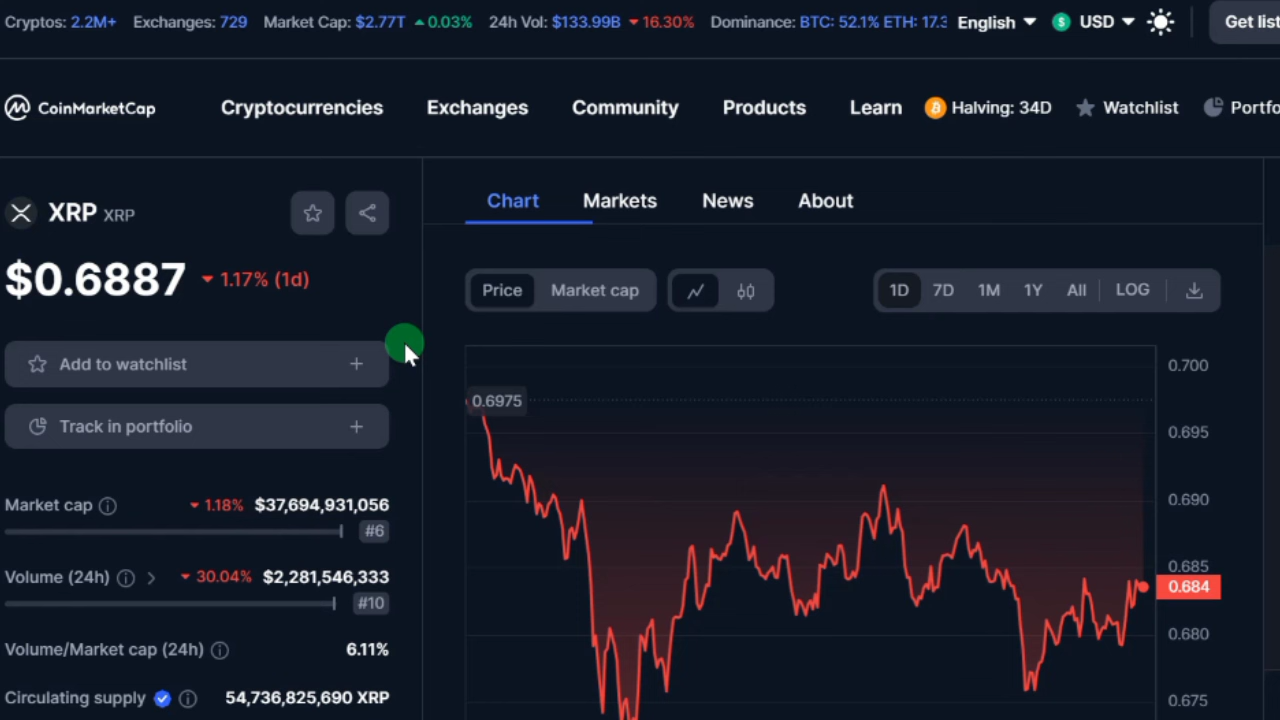 Cryptos: 2.2M+ Exchanges: 729 Market Cap: $2.77T 0.03% 24h Vol: $133.99B 16.30% Dominance: BTC: 52.1% ETH: 17.3 English USD Get list
CoinMarketCap Cryptocurrencies Exchanges Community Products Learn Halving: 34D Watchlist Portfo
Chart Markets News About
XRP XRP
$0.6887 1.17% (1d)
Price Market cap 1D 7D 1M 1Y All LOG
Add to watchlist +
Track in portfolio +
Market cap 1.18% $37,694,931,056
#6
Volume (24h) 30.04% $2,281,546,333
#10
Volume/Market cap (24h) 6.11%
Circulating supply 54,736,825,690 XRP
0.6975
0.700
0.695
0.690
0.685
0.684
0.680
0.675